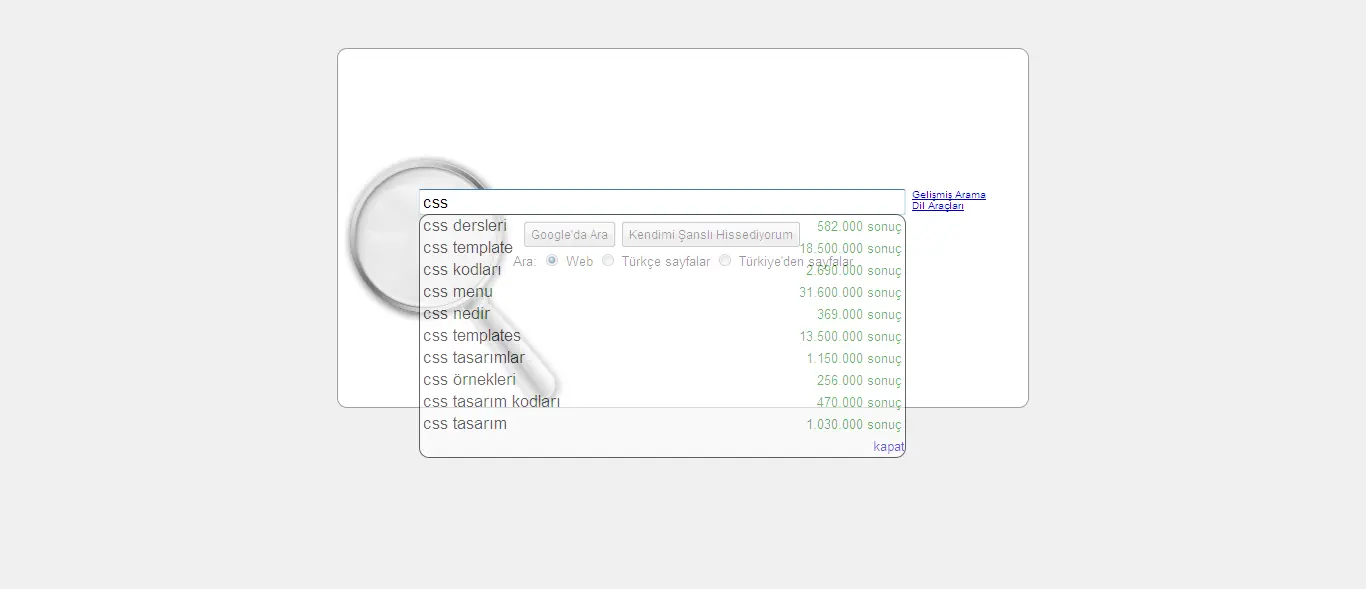 css
Gelişmiş Arama
Dil Araçları
css dersleri 582.000 sonuç
Google'da Ara Kendimi Şanslı Hissediyorum
css template 18.500.000 sonuç
Ara: Web Türkçe sayfalar Türkiye'den sayfalar
css kodları 2.690.000 sonuç
css menu 31.600.000 sonuç
css nedir 369.000 sonuç
css templates 13.500.000 sonuç
css tasarımlar 1.150.000 sonuç
css örnekleri 256.000 sonuç
css tasarım kodları 470.000 sonuç
css tasarım 1.030.000 sonuç
kapat